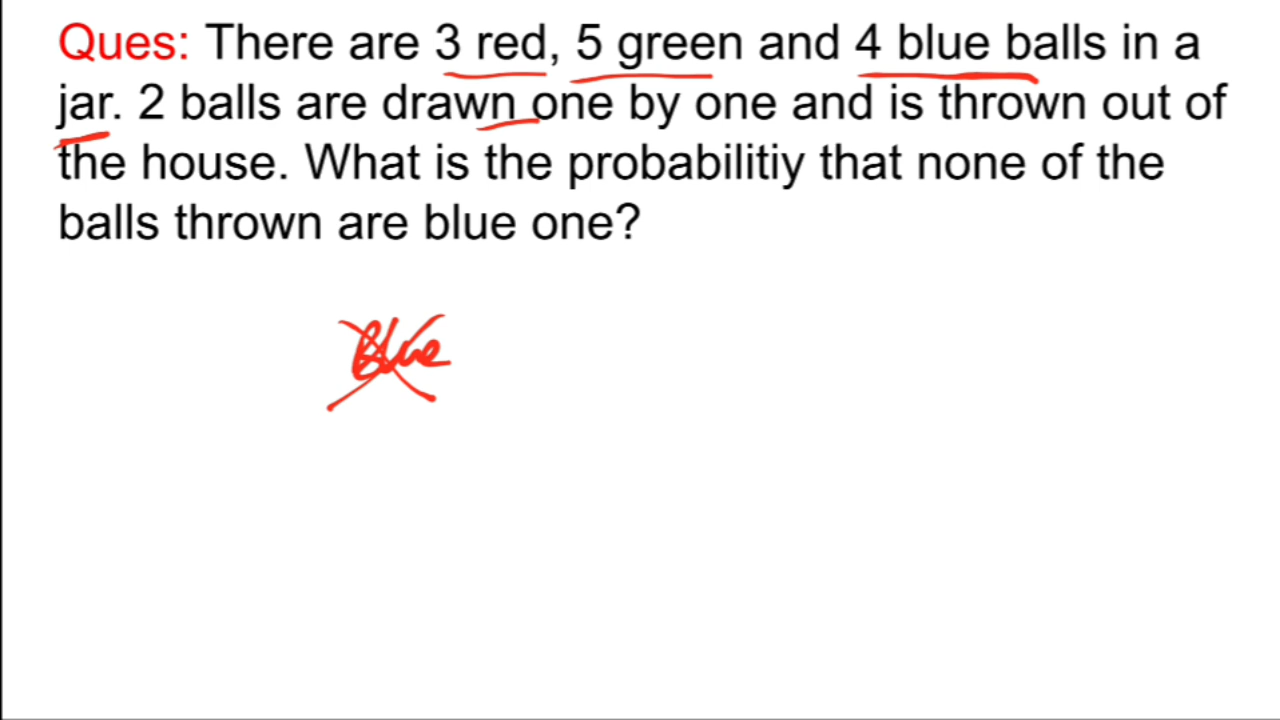 Ques: There are 3 red, 5 green and 4 blue balls in a
jar. 2 balls are drawn one by one and is thrown out of
the house. What is the probabilitiy that none of the
balls thrown are blue one?
Blue